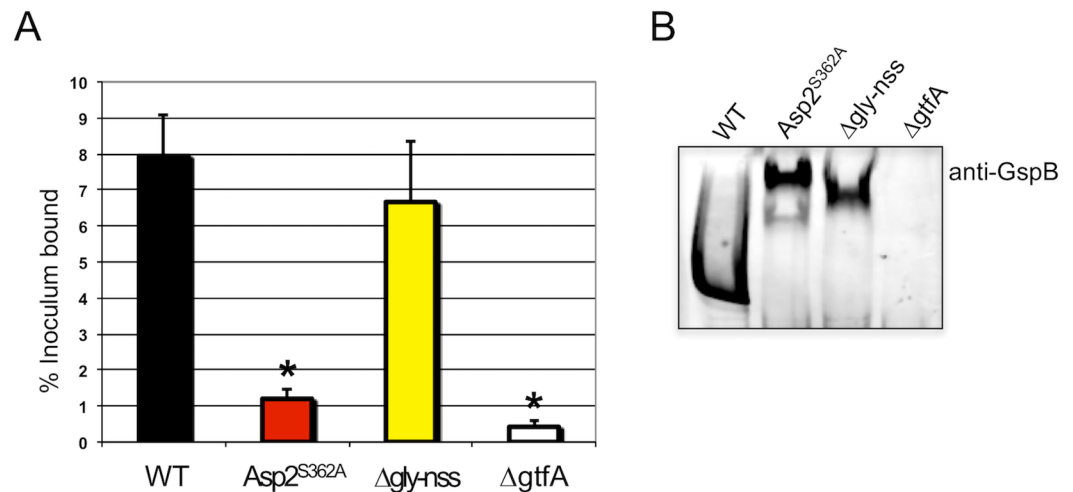 A
% Inoculum bound
10
9
8
7
6
5
4
3
2
1
0
*
*
WT
Asp2S362A
Δgly-nss
ΔgtfA
B
WT
Asp2S362A
Δgly-nss
ΔgtfA
anti-GspB